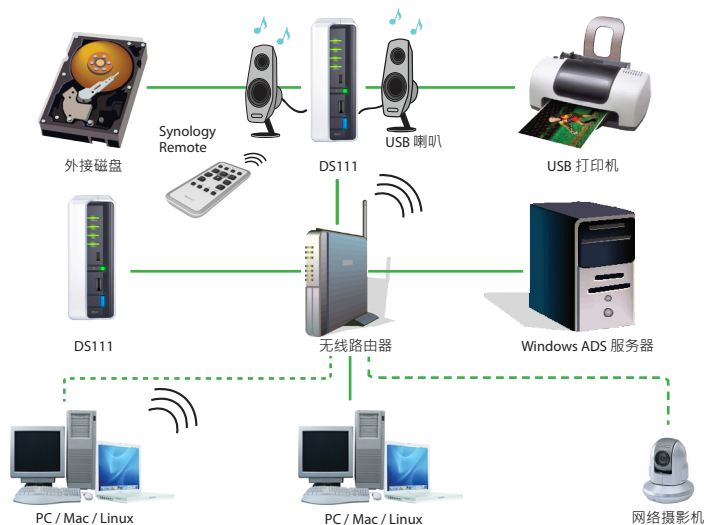 Synology
Remote
外接磁盘
DS111
USB 喇叭
USB 打印机
DS111
无线路由器
Windows ADS 服务器
PC / Mac / Linux
PC / Mac / Linux
网络摄影机